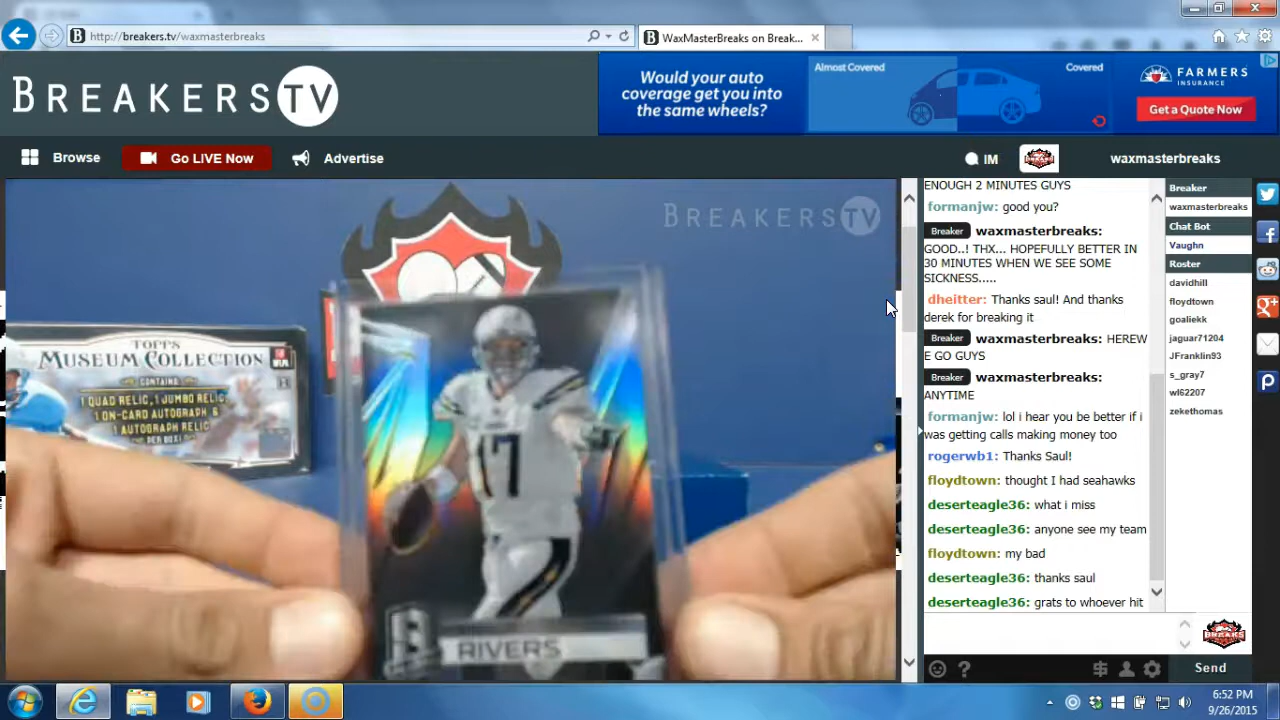 http://breakers.tv/waxmasterbreaks
WaxMasterBreaks on Break...
BREAKERS TV
Would your auto
coverage get you into
the same wheels?
Almost Covered
Covered
FARMERS
INSURANCE
Get a Quote Now
Browse
Go LIVE Now
Advertise
IM
waxmasterbreaks
BREAKERS TV
TOPPS
MUSEUM COLLECTION
CONTAINS
1 QUAD RELIC, 1 JUMBO RELIC,
1 ON-CARD AUTOGRAPH &
1 AUTOGRAPH RELIC
PER BOX!
17
RIVERS
ENOUGH 2 MINUTES GUYS
formanjw: good you?
Breaker waxmasterbreaks:
GOOD..! THX... HOPEFULLY BETTER IN
30 MINUTES WHEN WE SEE SOME
SICKNESS.....
dheitter: Thanks saul! And thanks
derek for breaking it
Breaker waxmasterbreaks: HEREW
E GO GUYS
Breaker waxmasterbreaks:
ANYTIME
formanjw: lol i hear you be better if i
was getting calls making money too
rogerwb1: Thanks Saul!
floydtown: thought I had seahawks
deserteagle36: what i miss
deserteagle36: anyone see my team
floydtown: my bad
deserteagle36: thanks saul
deserteagle36: grats to whoever hit
Breaker
waxmasterbreaks
Chat Bot
Vaughn
Roster
davidhill
floydtown
goaliekk
jaguar71204
JFranklin93
s_gray7
wl62207
zekethomas
BREAKS
Send
6:52 PM
9/26/2015